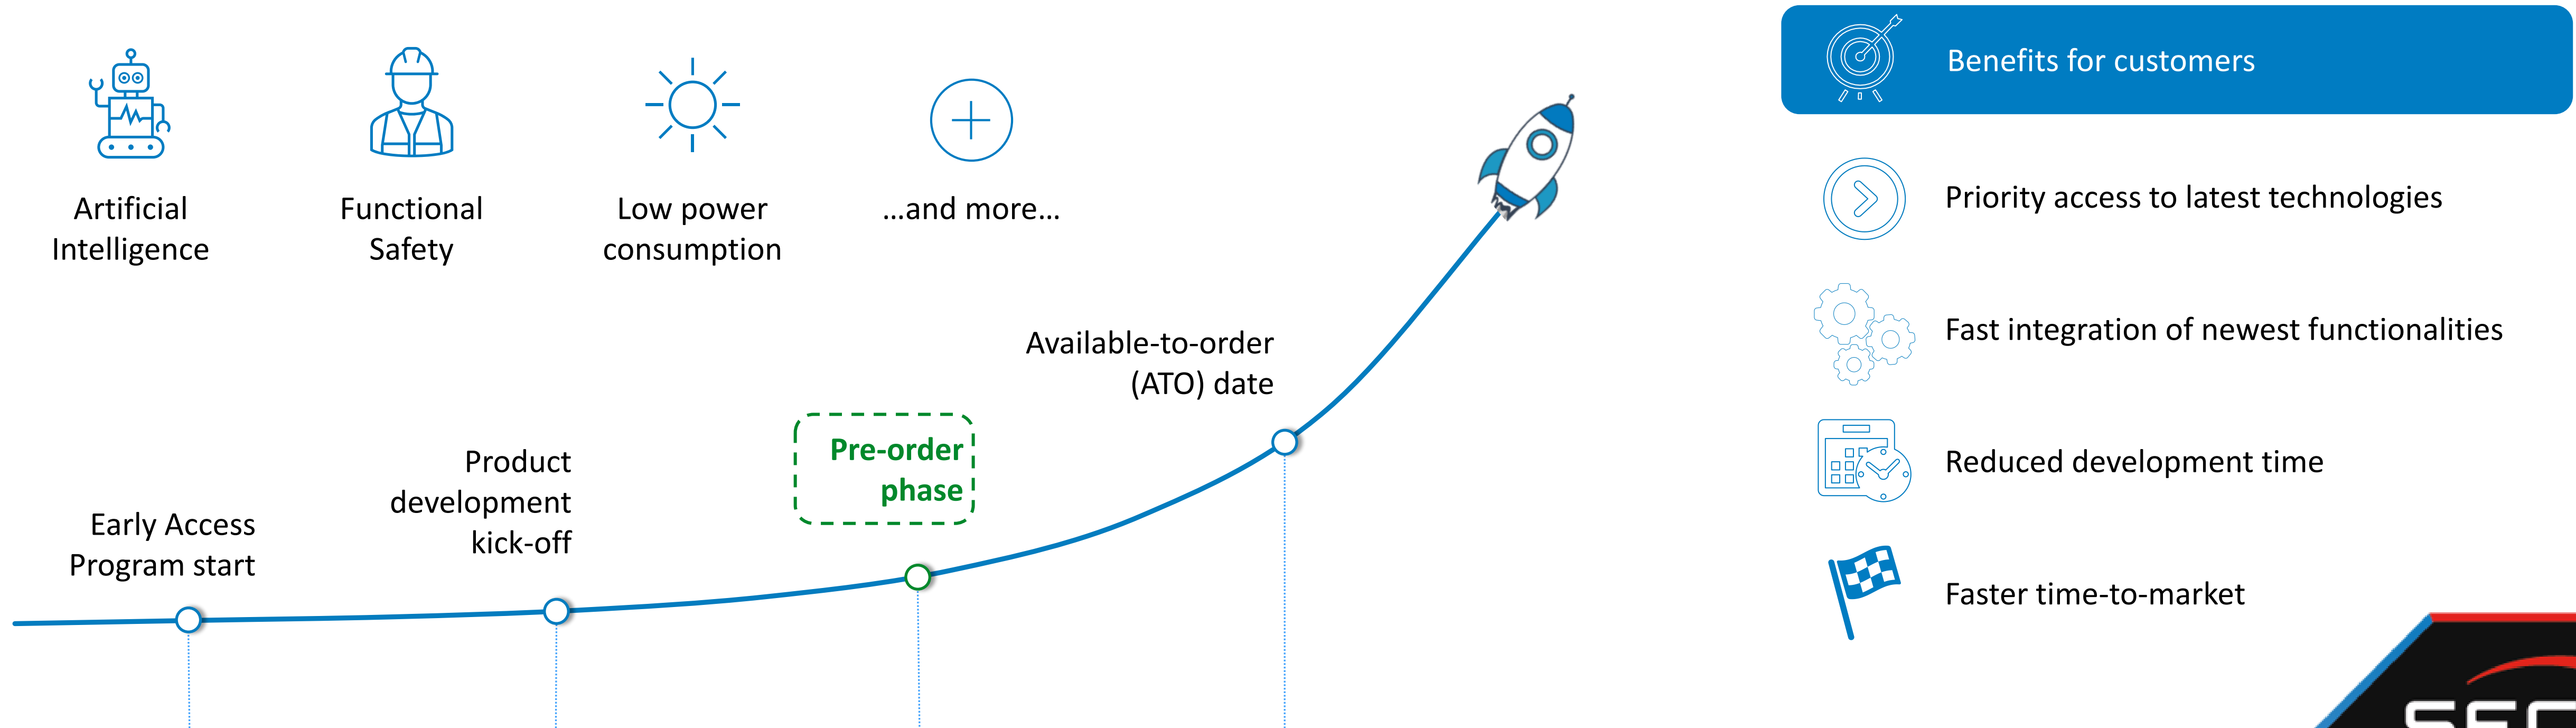 Artificial
Intelligence
Functional
Safety
Low power
consumption
...and more...
Available-to-order
(ATO) date
Pre-order
phase
Product
development
kick-off
Early Access
Program start
Benefits for customers
Priority access to latest technologies
Fast integration of newest functionalities
Reduced development time
Faster time-to-market